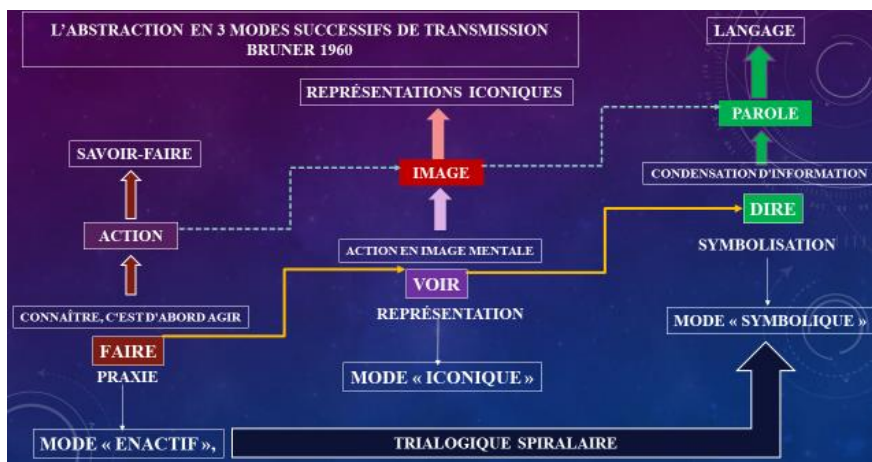 L'ABSTRACTION EN 3 MODES SUCCESSIFS DE TRANSMISSION
BRUNER 1960
LANGAGE
REPRÉSENTATIONS ICONIQUES
PAROLE
SAVOIR-FAIRE
IMAGE
CONDENSATION D'INFORMATION
DIRE
ACTION
ACTION EN IMAGE MENTALE
SYMBOLISATION
VOIR
CONNAÎTRE, C'EST D'ABORD AGIR
REPRÉSENTATION
MODE « SYMBOLIQUE »
FAIRE
PRAXIE
MODE « ICONIQUE »
MODE « ENACTIF »,
TRIALOGIQUE SPIRALAIRE